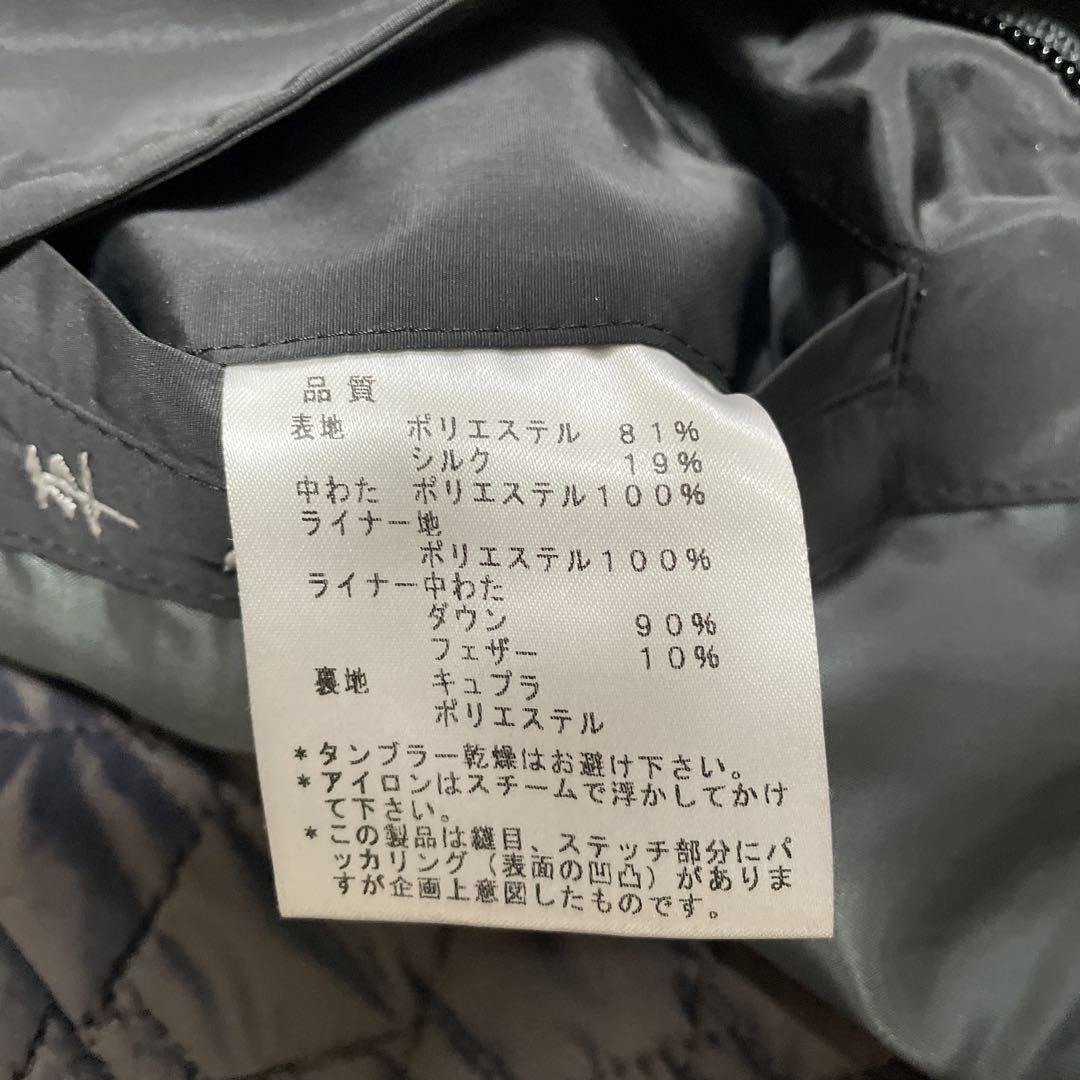 品質
表地 ポリエステル 81%
シルク 19%
中わた ポリエステル100%
ライナー地
ポリエステル100%
ライナー中わた
ダウン 90%
フェザー 10%
裏地 キュプラ
ポリエステル
*タンブラー乾燥はお避け下さい。
*アイロンはスチームで浮かしてかけ
て下さい。
*この製品は縫目、ステッチ部分にパ
ッカリング(表面の凹凸)がありま
すが企画上意図したものです。